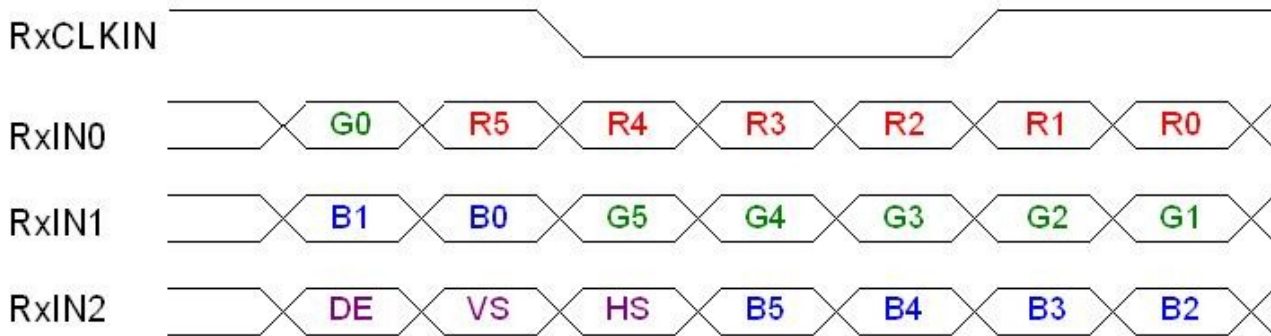 RxCLKIN
RxIN0 G0 R5 R4 R3 R2 R1 R0
RxIN1 B1 B0 G5 G4 G3 G2 G1
RxIN2 DE VS HS B5 B4 B3 B2